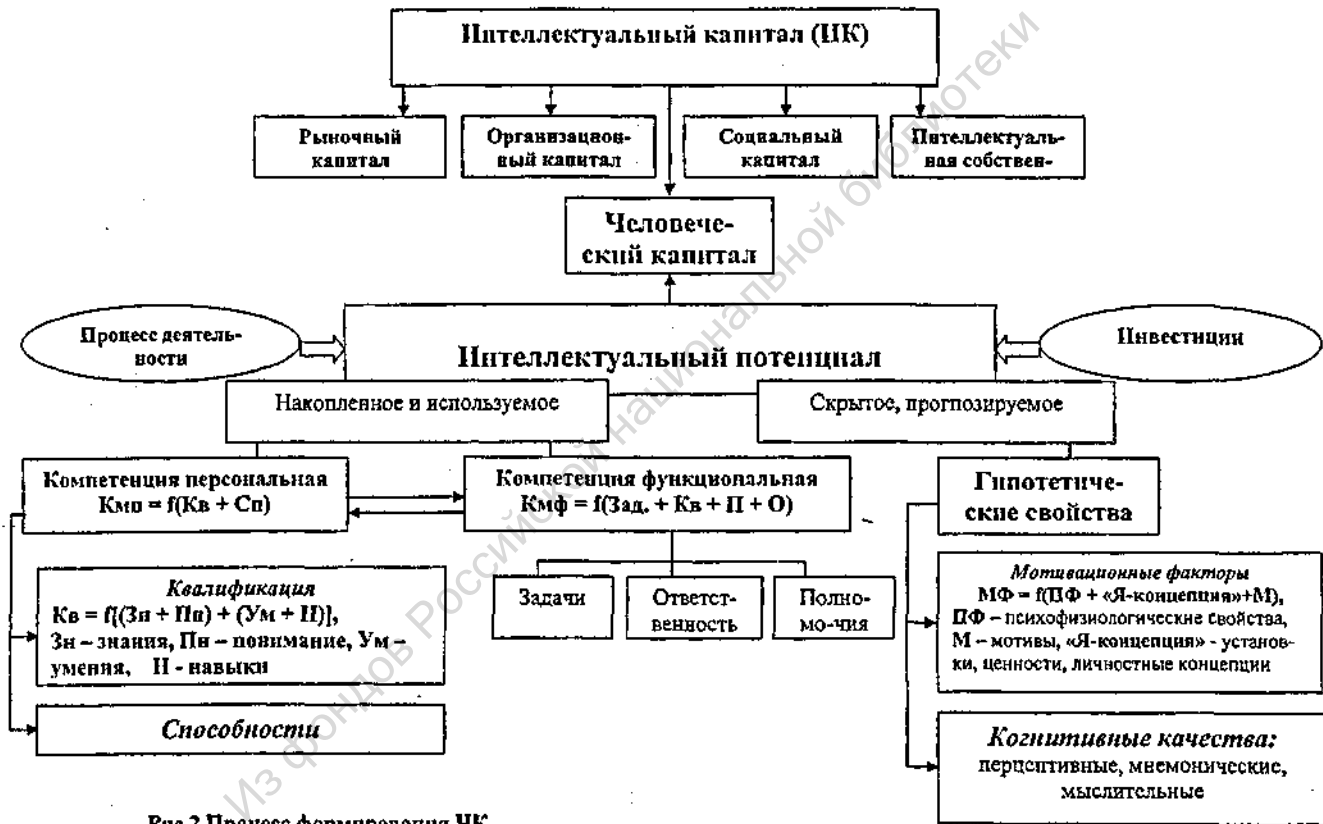 Интеллектуальный капитал (ИК)
Рыночный
капитал
Организацион-
ный капитал
Социальный
капитал
Интеллектуаль-
ная собствен-
Человече-
ский капитал
Процесс деятель-
ности
Интеллектуальный потенциал
Инвестиции
Накопленное и используемое
Скрытое, прогнозируемое
Компетенция персональная
Кмп = f(Кв + Сп)
Компетенция функциональная
Кмф = f(Зад. + Кв + П + О)
Гипотетиче-
ские свойства
Квалификация
Кв = f[(Зн + Пн) + (Ум + Н)],
Зн – знания, Пн – понимание, Ум –
умения, Н - навыки
Способности
Задачи
Ответст-
венность
Полно-
мо-чия
Мотивационные факторы
МФ = f(ПФ + «Я-концепция»+М),
ПФ – психофизиологические свойства,
М – мотивы, «Я-концепция» - установ-
ки, ценности, личностные концепции
Когнитивные качества:
перцептивные, мнемонические,
мыслительные
Рис 2 Процесс формирования ЧК
Из фондов Российской национальной библиотеки